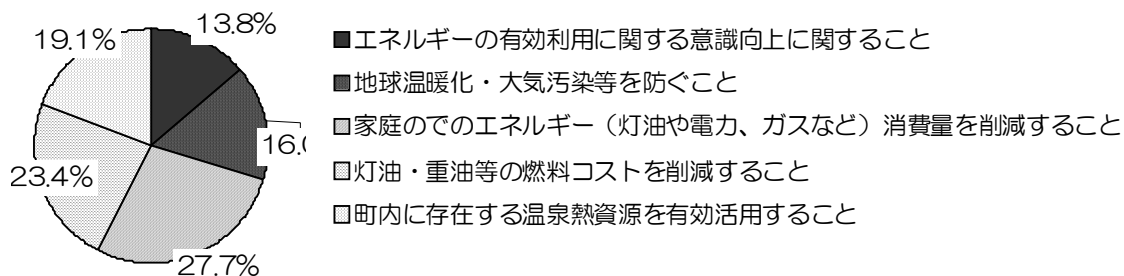 19.1%
13.8%
16.0
23.4%
27.7%
■エネルギーの有効利用に関する意識向上に関すること
■地球温暖化・大気汚染等を防ぐこと
□家庭のでのエネルギー（灯油や電力、ガスなど）消費量を削減すること
□灯油・重油等の燃料コストを削減すること
□町内に存在する温泉熱資源を有効活用すること